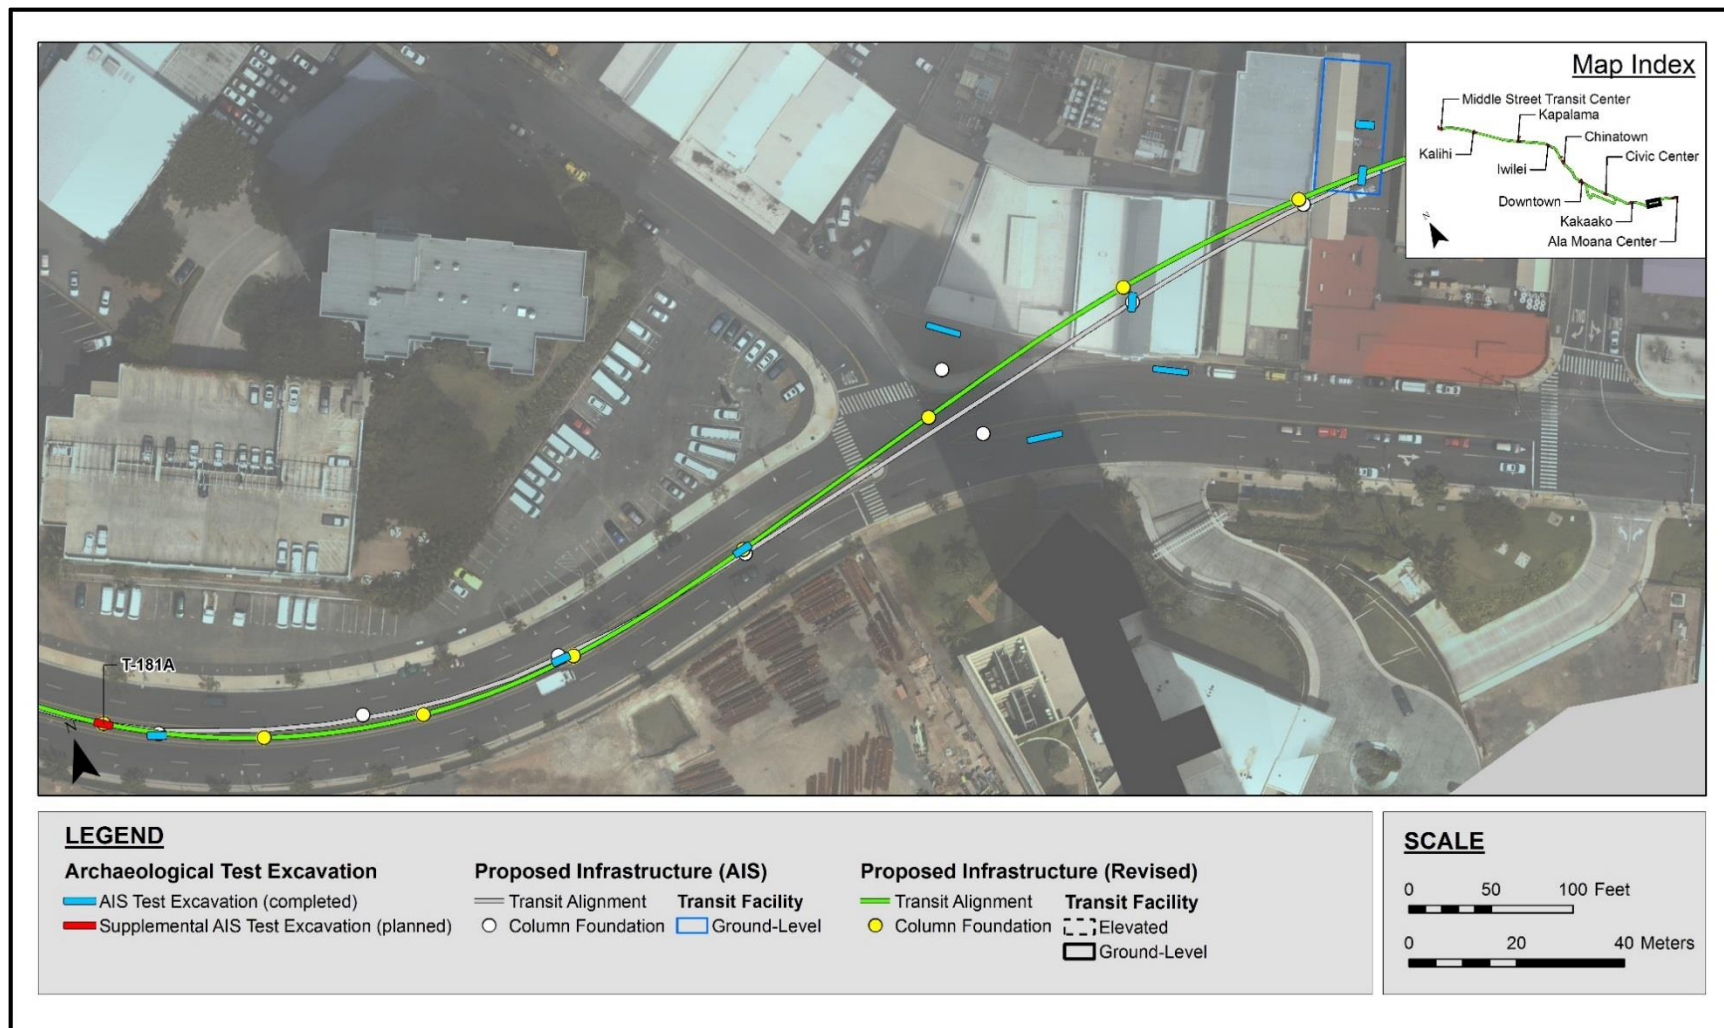 Map Index
Middle Street Transit Center
Kapalama
Chinatown
Kalihi
Civic Center
Iwilei
Downtown
Kakaako
Ala Moana Center
N
T-181A
N
LEGEND
Archaeological Test Excavation
AIS Test Excavation (completed)
Supplemental AIS Test Excavation (planned)
Proposed Infrastructure (AIS)
Transit Alignment
Column Foundation
Transit Facility
Ground-Level
Proposed Infrastructure (Revised)
Transit Alignment
Column Foundation
Transit Facility
Elevated
Ground-Level
SCALE
0 50 100 Feet
0 20 40 Meters